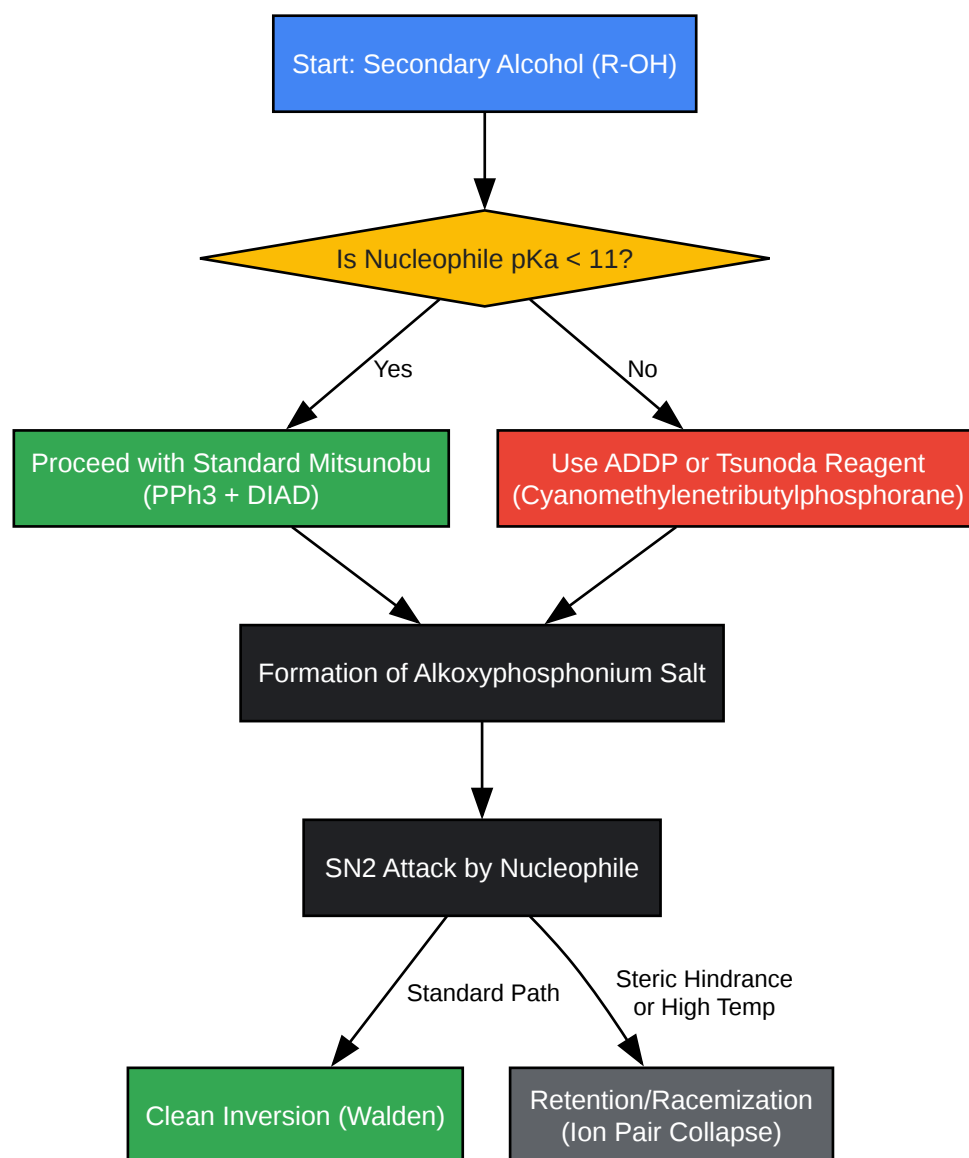 Start: Secondary Alcohol (R-OH)
Is Nucleophile pKa < 11?
Yes
No
Proceed with Standard Mitsunobu
(PPh3 + DIAD)
Use ADDP or Tsunoda Reagent
(Cyanomethylenetributylphosphorane)
Formation of Alkoxyphosphonium Salt
SN2 Attack by Nucleophile
Standard Path
Steric Hindrance
or High Temp
Clean Inversion (Walden)
Retention/Racemization
(Ion Pair Collapse)